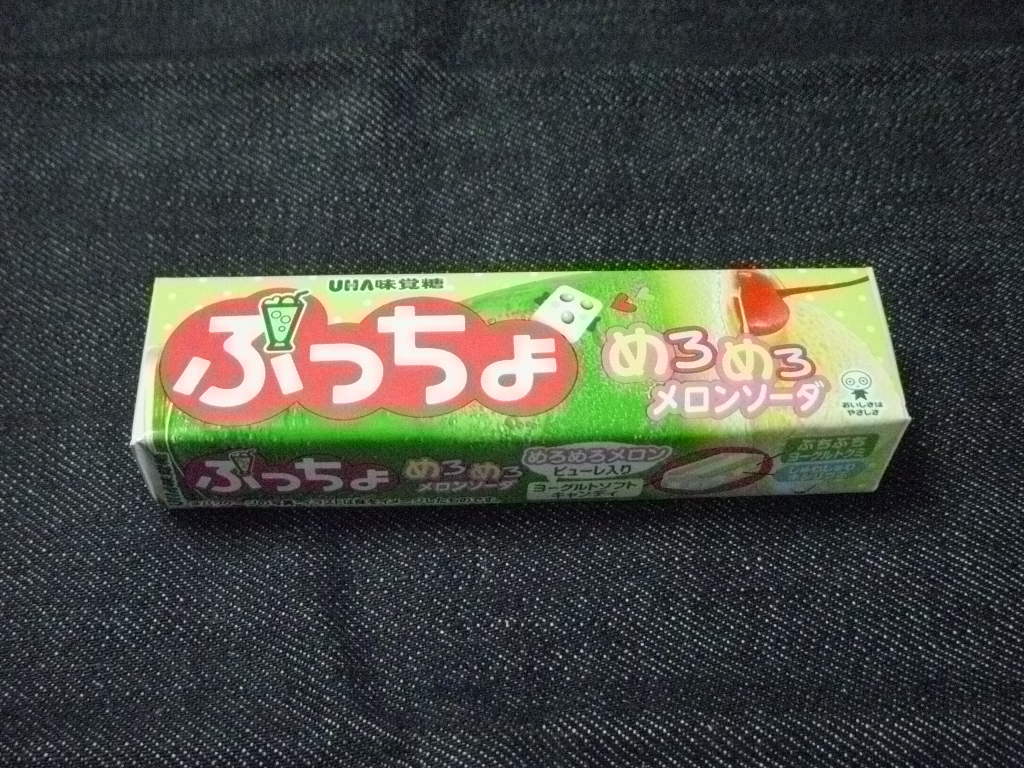 UHA味覚糖
ぷっちょ
めろめろ
メロンソーダ
おいしさは
やさしさ
ぷっちょ
めろめろ
メロンソーダ
めろめろメロン
ピューレ入り
ヨーグルトソフト
キャンディ
ぷちぷち
ヨーグルトグミ